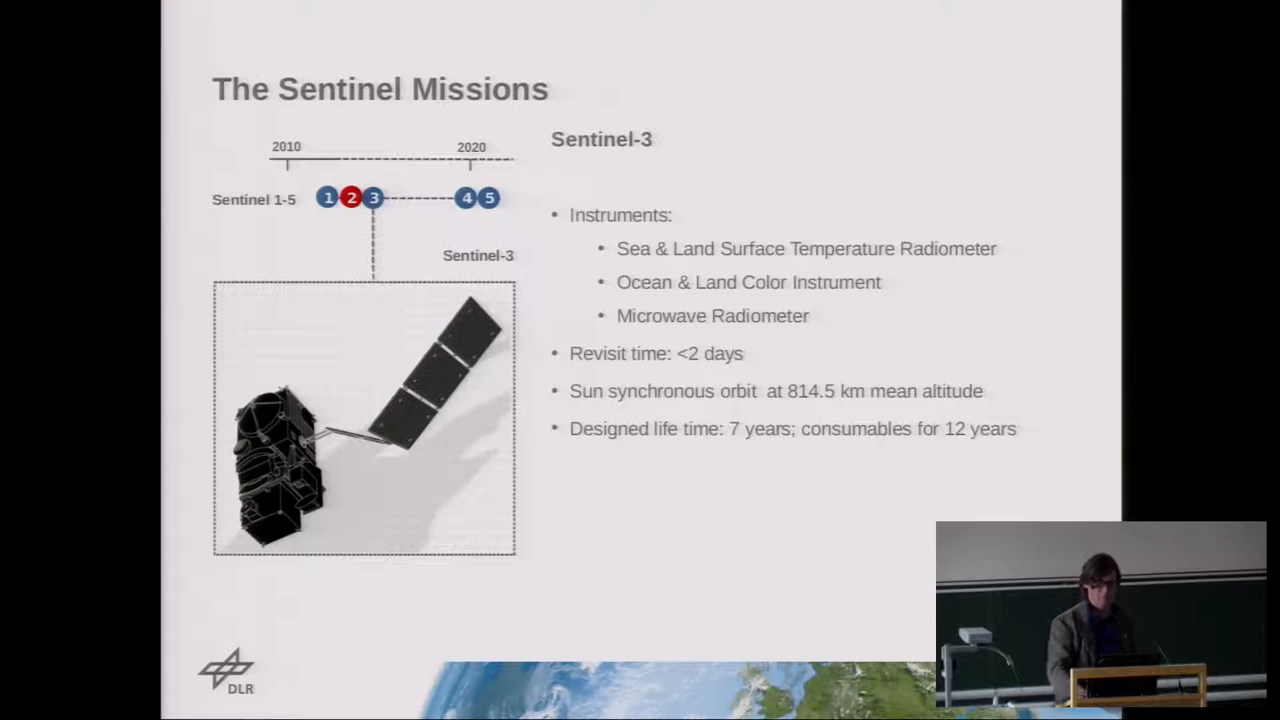 The Sentinel Missions
2010
2020
Sentinel 1-5
1
2
3
4
5
Sentinel-3
Sentinel-3
• Instruments:
• Sea & Land Surface Temperature Radiometer
• Ocean & Land Color Instrument
• Microwave Radiometer
• Revisit time: <2 days
• Sun synchronous orbit at 814.5 km mean altitude
• Designed life time: 7 years; consumables for 12 years
DLR